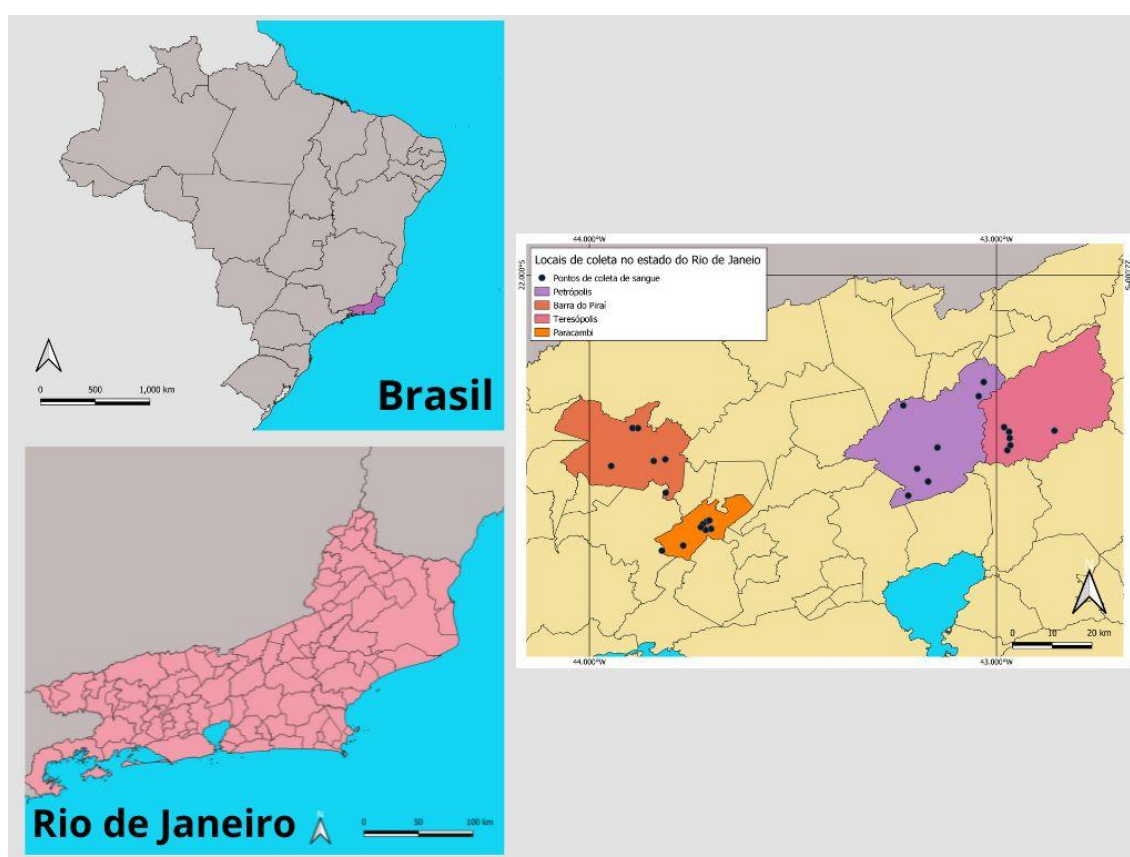 Brasil
0 500 1,000 km
Rio de Janeiro
N
0 50 100 km
44.000°W 43.000°W
22.000°S 22.000°S
Locais de coleta no estado do Rio de Janeio
Pontos de coleta de sangue
Petrópolis
Barra do Piraí
Teresópolis
Paracambi
N
0 10 20 km
44.000°W 43.000°W